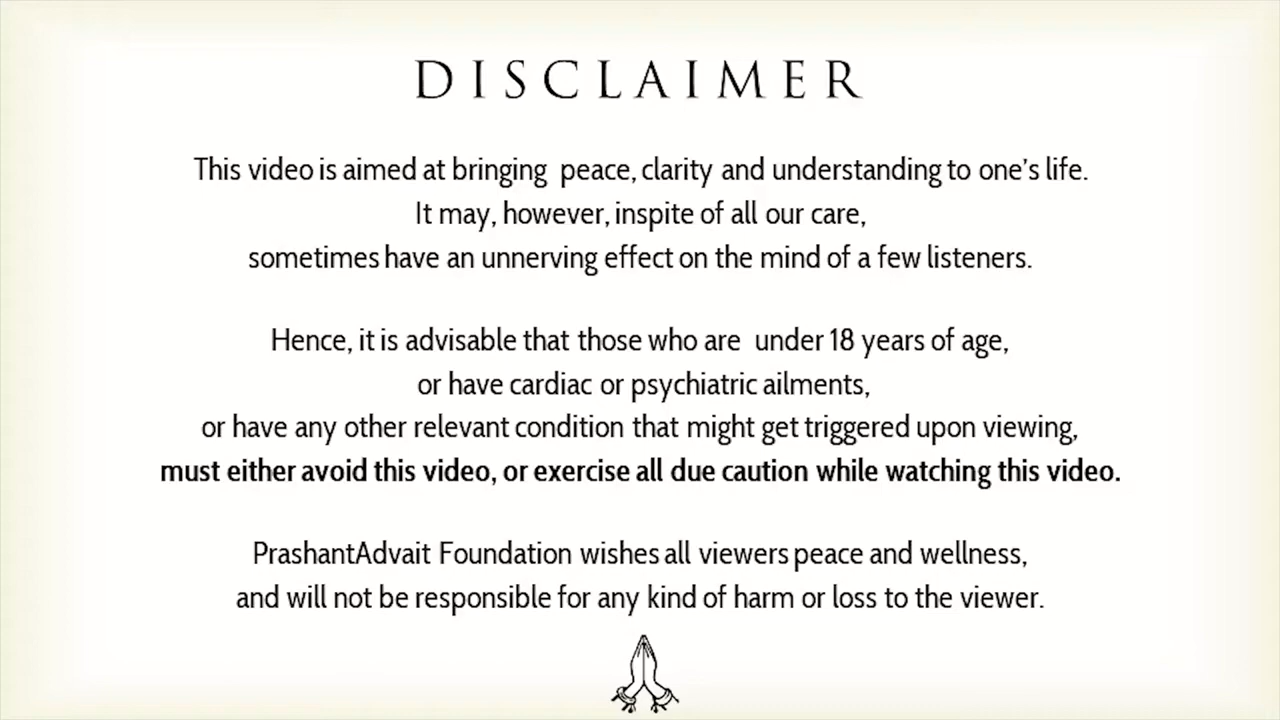 DISCLAIMER
This video is aimed at bringing peace, clarity and understanding to one's life.
It may, however, inspite of all our care,
sometimes have an unnerving effect on the mind of a few listeners.
Hence, it is advisable that those who are under 18 years of age,
or have cardiac or psychiatric ailments,
or have any other relevant condition that might get triggered upon viewing,
must either avoid this video, or exercise all due caution while watching this video.
PrashantAdvait Foundation wishes all viewers peace and wellness,
and will not be responsible for any kind of harm or loss to the viewer.